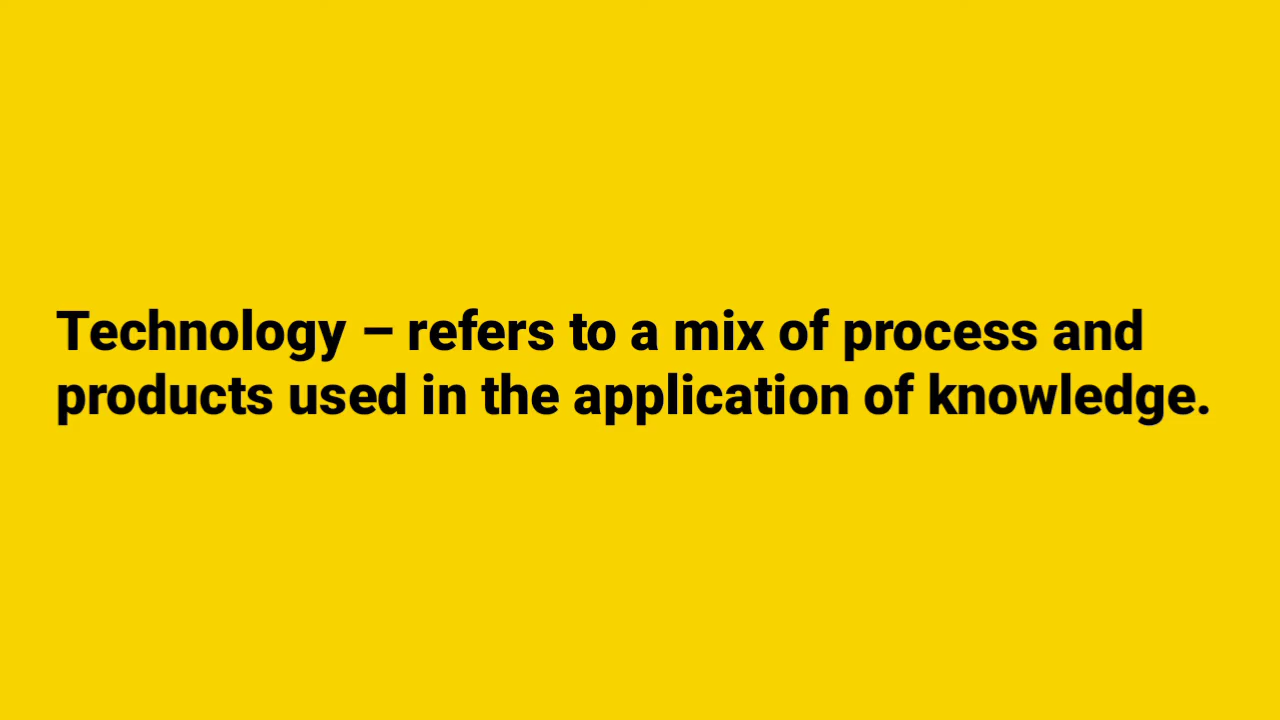 Technology – refers to a mix of process and
products used in the application of knowledge.